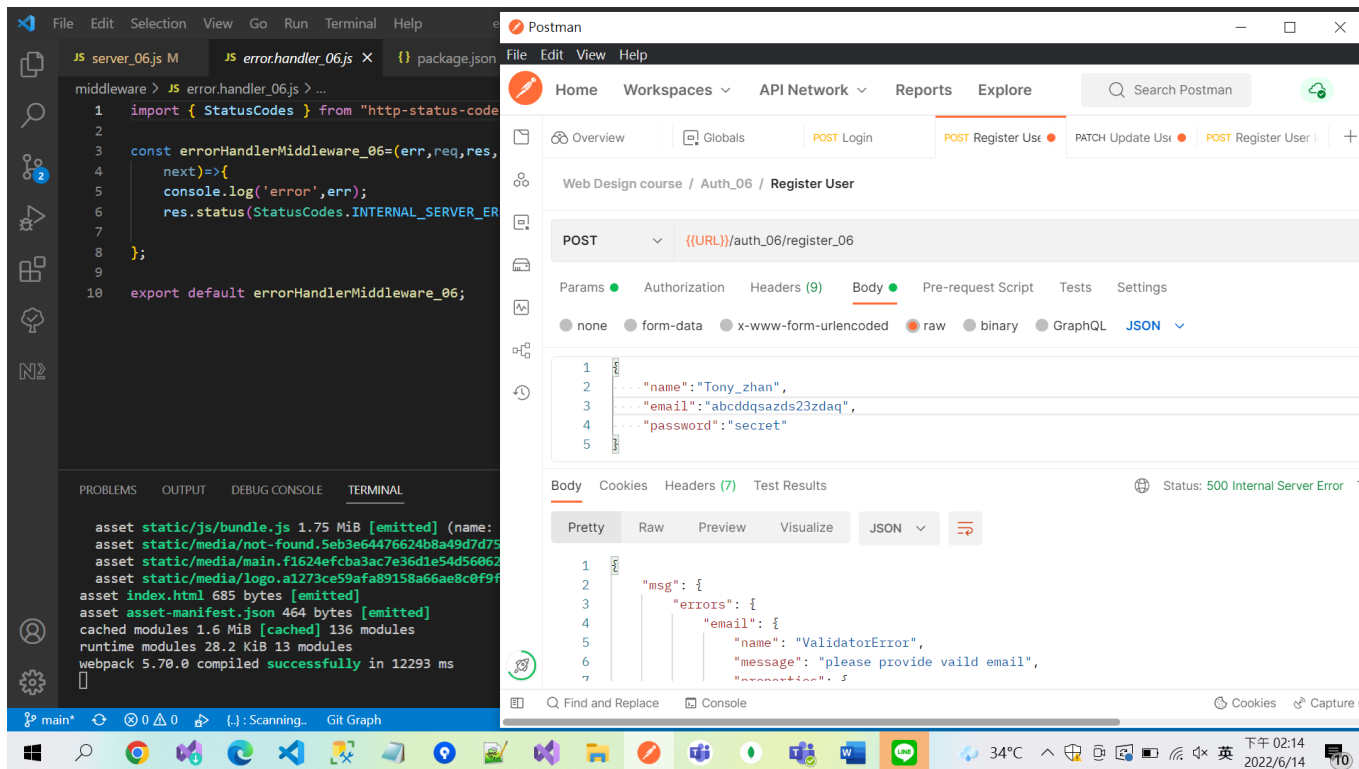 File Edit Selection View Go Run Terminal Help
JS server_06.js M JS error.handler_06.js {} package.json
middleware > JS error.handler_06.js > ...
1 import { StatusCodes } from "http-status-code
2
3 const errorHandlerMiddleware_06=(err,req,res,
4 next)=>{
5 console.log('error',err);
6 res.status(StatusCodes.INTERNAL_SERVER_ER
7
8 };
9
10 export default errorHandlerMiddleware_06;
PROBLEMS OUTPUT DEBUG CONSOLE TERMINAL
asset static/js/bundle.js 1.75 MiB [emitted] (name:
asset static/media/not-found.5eb3e64476624b8a49d7d75
asset static/media/main.f1624efcba3ac7e36d1e54d56062
asset static/media/logo.a1273ce59afa89158a66ae8c0f9f
asset index.html 685 bytes [emitted]
asset asset-manifest.json 464 bytes [emitted]
cached modules 1.6 MiB [cached] 136 modules
runtime modules 28.2 KiB 13 modules
webpack 5.70.0 compiled successfully in 12293 ms
2
main* 0 0 {..} : Scanning.. Git Graph
Postman
File Edit View Help
Home Workspaces API Network Reports Explore Search Postman
Overview Globals POST Login POST Register Use PATCH Update Use POST Register User
Web Design course / Auth_06 / Register User
POST {{URL}}/auth_06/register_06
Params Authorization Headers (9) Body Pre-request Script Tests Settings
none form-data x-www-form-urlencoded raw binary GraphQL JSON
1 {
2 "name":"Tony_zhan",
3 "email":"abcddqsazds23zdaq",
4 "password":"secret"
5 }
Body Cookies Headers (7) Test Results Status: 500 Internal Server Error
Pretty Raw Preview Visualize JSON
1 {
2 "msg": {
3 "errors": {
4 "email": {
5 "name": "ValidatorError",
6 "message": "please provide vaild email",
7 "properties": {
Find and Replace Console Cookies Capture
LINE 34°C 英 下午 02:14
2022/6/14 10